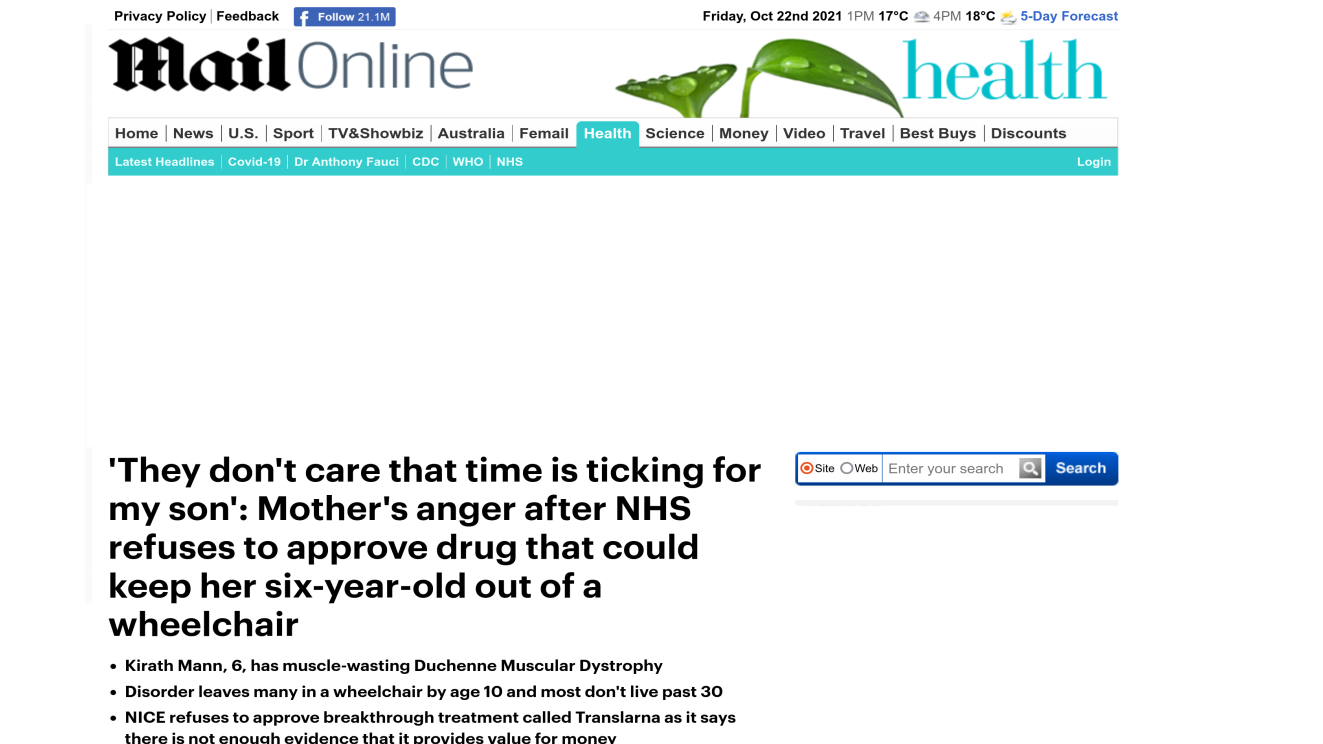 Privacy Policy Feedback Follow 21.1M Friday, Oct 22nd 2021 1PM 17°C 4PM 18°C 5-Day Forecast
Mail Online health
Home News U.S. Sport TV&Showbiz Australia Femail Health Science Money Video Travel Best Buys Discounts
Latest Headlines Covid-19 Dr Anthony Fauci CDC WHO NHS Login
'They don't care that time is ticking for
my son': Mother's anger after NHS
refuses to approve drug that could
keep her six-year-old out of a
wheelchair
Site Web Enter your search Search
• Kirath Mann, 6, has muscle-wasting Duchenne Muscular Dystrophy
• Disorder leaves many in a wheelchair by age 10 and most don't live past 30
• NICE refuses to approve breakthrough treatment called Translarna as it says
there is not enough evidence that it provides value for money